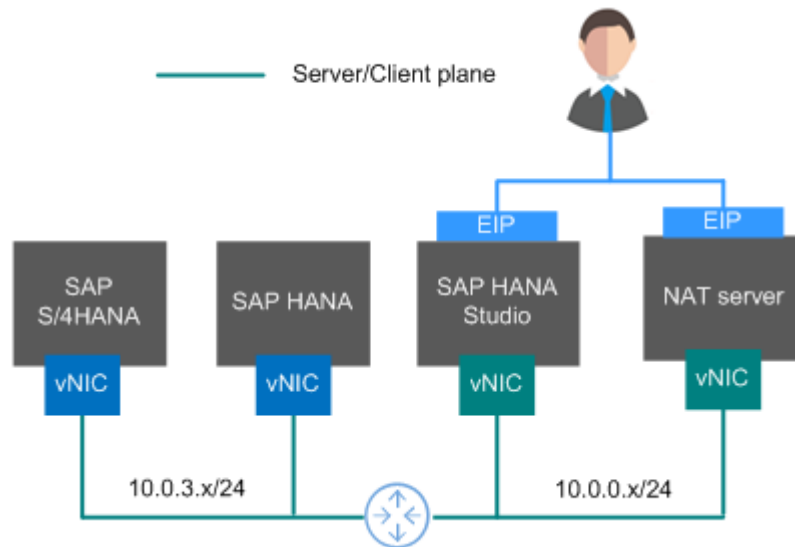 Server/Client plane
EIP
EIP
SAP
S/4HANA
SAP HANA
SAP HANA
Studio
NAT server
vNIC
vNIC
vNIC
vNIC
10.0.3.x/24
10.0.0.x/24